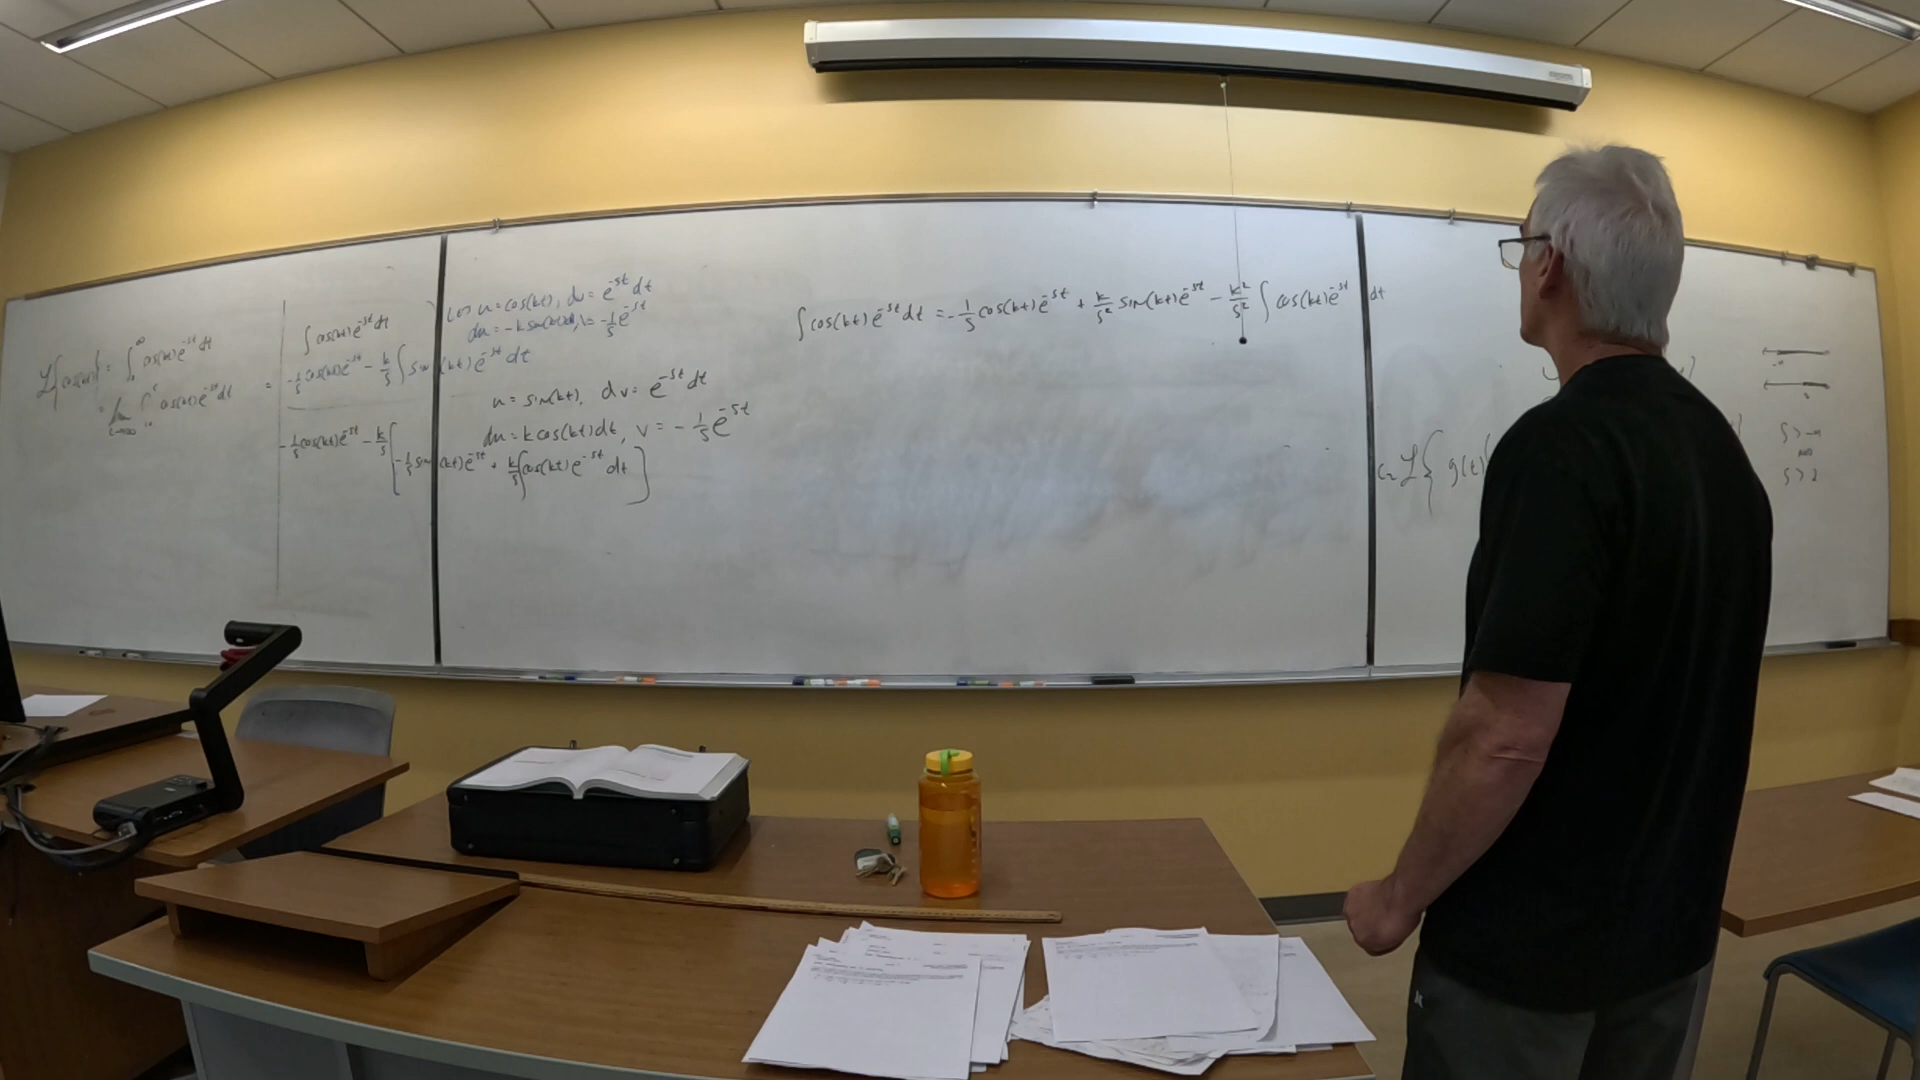 ℒ{cos(kt)} = ∫₀^∞ cos(kt)e^{-st}dt
= lim_{c→∞} ∫₀^c cos(kt)e^{-st}dt
∫cos(kt)e^{-st}dt
= -1/s cos(kt)e^{-st} - k/s ∫sin(kt)e^{-st}dt
-1/s cos(kt)e^{-st} - k/s [-1/s sin(kt)e^{-st} + k/s ∫cos(kt)e^{-st}dt]
Let u = cos(kt), dv = e^{-st}dt
du = -k sin(kt)dt, v = -1/s e^{-st}
u = sin(kt), dv = e^{-st}dt
du = k cos(kt)dt, v = -1/s e^{-st}
∫cos(kt)e^{-st}dt = -1/s cos(kt)e^{-st} + k/s² sin(kt)e^{-st} - k²/s² ∫cos(kt)e^{-st}dt
c₂ℒ{g(t)
s >
AND
s > 2